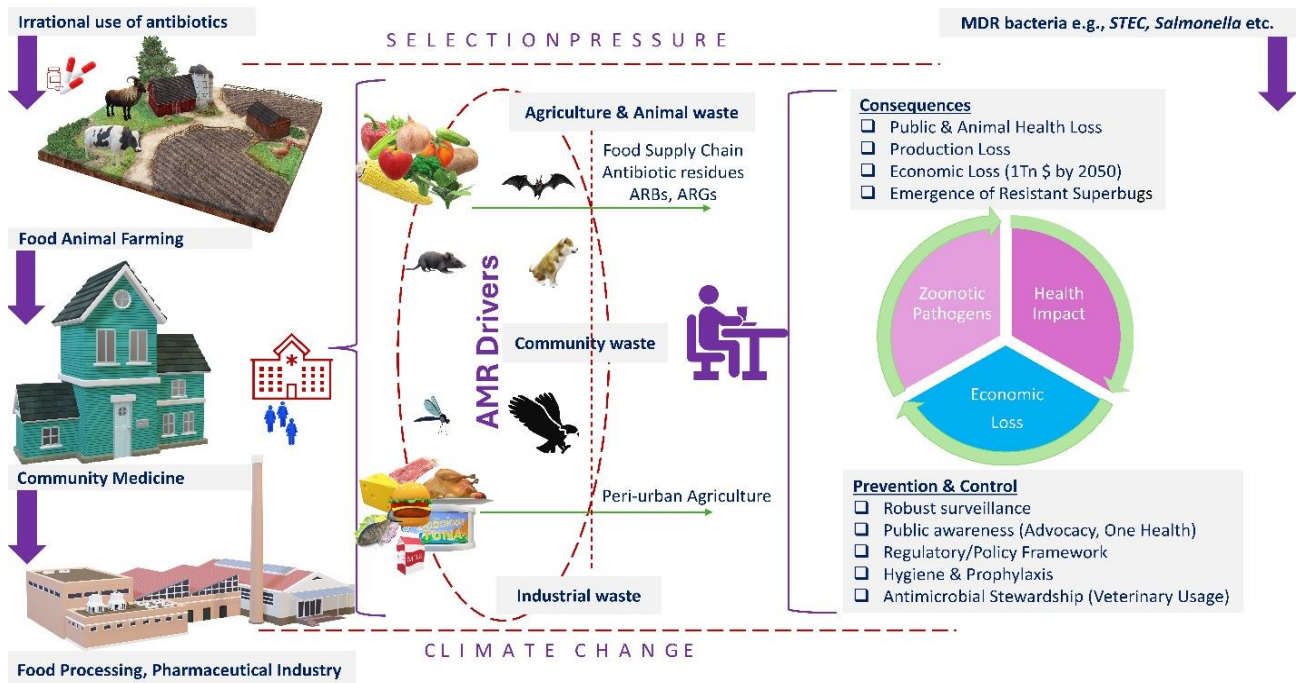 Irrational use of antibiotics
SELECTIONPRESSURE
MDR bacteria e.g., STEC, Salmonella etc.
Food Animal Farming
Community Medicine
Food Processing, Pharmaceutical Industry
AMR Drivers
Agriculture & Animal waste
Food Supply Chain
Antibiotic residues
ARBs, ARGs
Community waste
Peri-urban Agriculture
Industrial waste
TUNA
CLIMATE CHANGE
Consequences
❑ Public & Animal Health Loss
❑ Production Loss
❑ Economic Loss (1Tn $ by 2050)
❑ Emergence of Resistant Superbugs
Zoonotic
Pathogens
Health
Impact
Economic
Loss
Prevention & Control
❑ Robust surveillance
❑ Public awareness (Advocacy, One Health)
❑ Regulatory/Policy Framework
❑ Hygiene & Prophylaxis
❑ Antimicrobial Stewardship (Veterinary Usage)